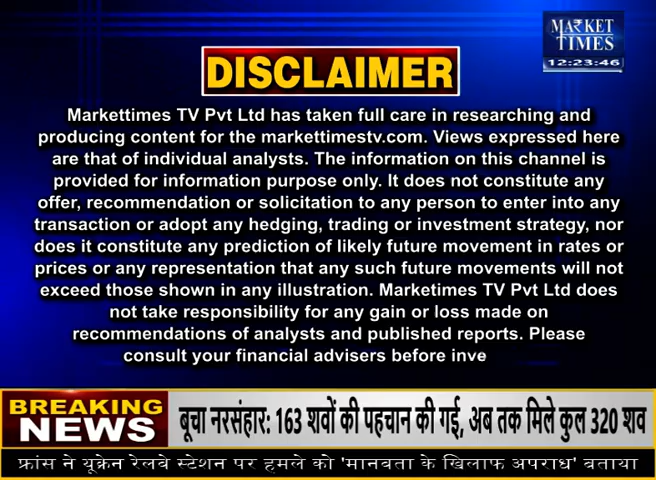 MARKET
TIMES
12:23:46
DISCLAIMER
Markettimes TV Pvt Ltd has taken full care in researching and
producing content for the markettimestv.com. Views expressed here
are that of individual analysts. The information on this channel is
provided for information purpose only. It does not constitute any
offer, recommendation or solicitation to any person to enter into any
transaction or adopt any hedging, trading or investment strategy, nor
does it constitute any prediction of likely future movement in rates or
prices or any representation that any such future movements will not
exceed those shown in any illustration. Marketimes TV Pvt Ltd does
not take responsibility for any gain or loss made on
recommendations of analysts and published reports. Please
consult your financial advisers before inve
BREAKING
NEWS
बूचा नरसंहार: 163 शवों की पहचान की गई, अब तक मिले कुल 320 शव
फ्रांस ने यूक्रेन रेलवे स्टेशन पर हमले को 'मानवता के खिलाफ अपराध' बताया